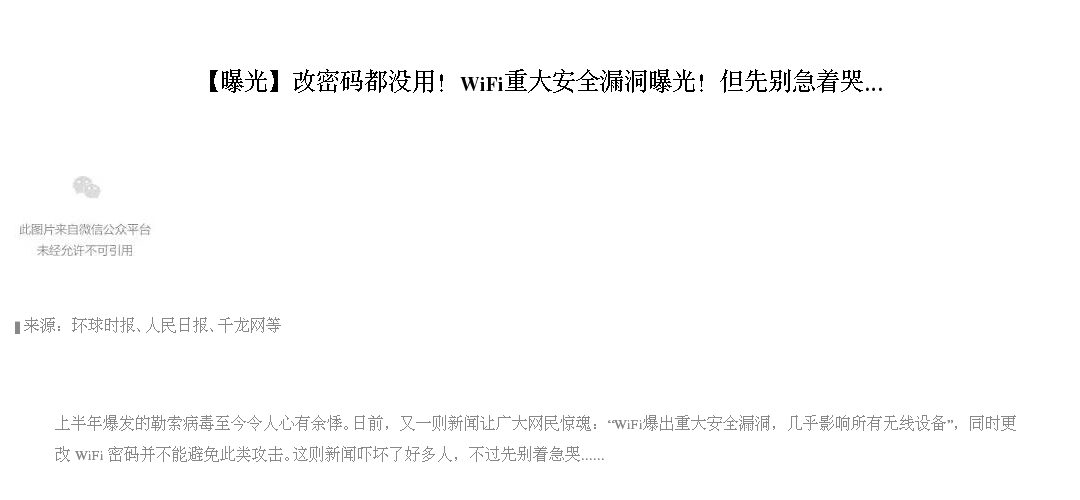 【曝光】改密码都没用！WiFi重大安全漏洞曝光！但先别急着哭...
此图片来自微信公众平台
未经允许不可引用
来源：环球时报、人民日报、千龙网等
上半年爆发的勒索病毒至今令人心有余悸。日前，又一则新闻让广大网民惊魂：“WiFi爆出重大安全漏洞，几乎影响所有无线设备”，同时更
改 WiFi 密码并不能避免此类攻击。这则新闻吓坏了好多人，不过先别着急哭......